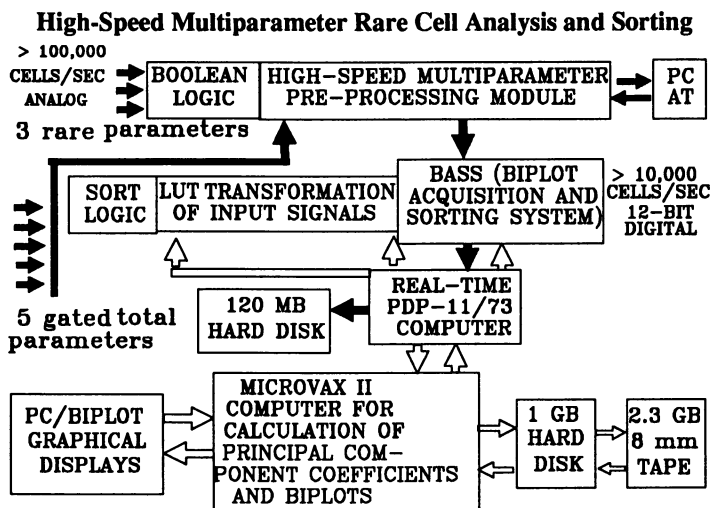 High-Speed Multiparameter Rare Cell Analysis and Sorting
> 100,000
CELLS/SEC
ANALOG
BOOLEAN
LOGIC
HIGH-SPEED MULTIPARAMETER
PRE-PROCESSING MODULE
PC
AT
3 rare parameters
SORT
LOGIC
LUT TRANSFORMATION
OF INPUT SIGNALS
BASS (BIPLOT
ACQUISITION AND
SORTING SYSTEM)
> 10,000
CELLS/SEC
12-BIT
DIGITAL
5 gated total
parameters
120 MB
HARD DISK
REAL-TIME
PDP-11/73
COMPUTER
PC/BIPLOT
GRAPHICAL
DISPLAYS
MICROVAX II
COMPUTER FOR
CALCULATION OF
PRINCIPAL COM-
PONENT COEFFICIENTS
AND BIPLOTS
1 GB
HARD
DISK
2.3 GB
8 mm
TAPE